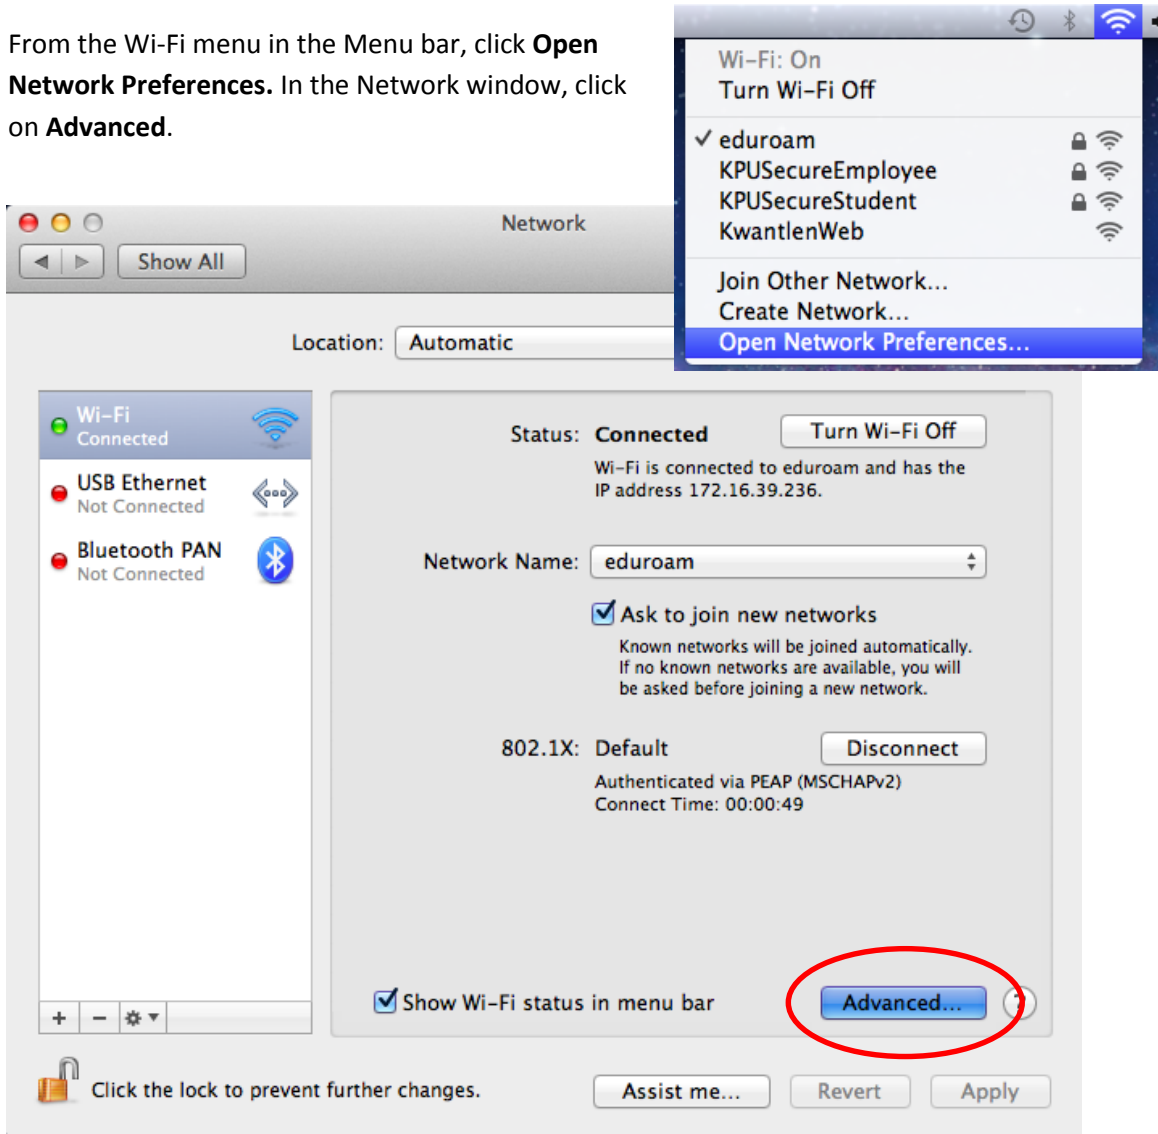 From the Wi-Fi menu in the Menu bar, click Open
Network Preferences. In the Network window, click
on Advanced.
Wi-Fi: On
Turn Wi-Fi Off
eduroam
KPUSecureEmployee
KPUSecureStudent
KwantlenWeb
Join Other Network...
Create Network...
Open Network Preferences...
Network
Show All
Location: Automatic
Wi-Fi
Connected
USB Ethernet
Not Connected
Bluetooth PAN
Not Connected
Status: Connected Turn Wi-Fi Off
Wi-Fi is connected to eduroam and has the
IP address 172.16.39.236.
Network Name: eduroam
Ask to join new networks
Known networks will be joined automatically.
If no known networks are available, you will
be asked before joining a new network.
802.1X: Default Disconnect
Authenticated via PEAP (MSCHAPv2)
Connect Time: 00:00:49
Show Wi-Fi status in menu bar Advanced... ?
Click the lock to prevent further changes. Assist me... Revert Apply